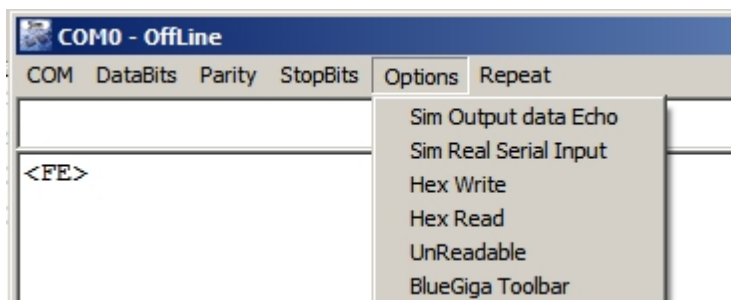 COM0 - OffLine
COM DataBits Parity StopBits Options Repeat
Sim Output data Echo
Sim Real Serial Input
<FE>
Hex Write
Hex Read
UnReadable
BlueGiga Toolbar